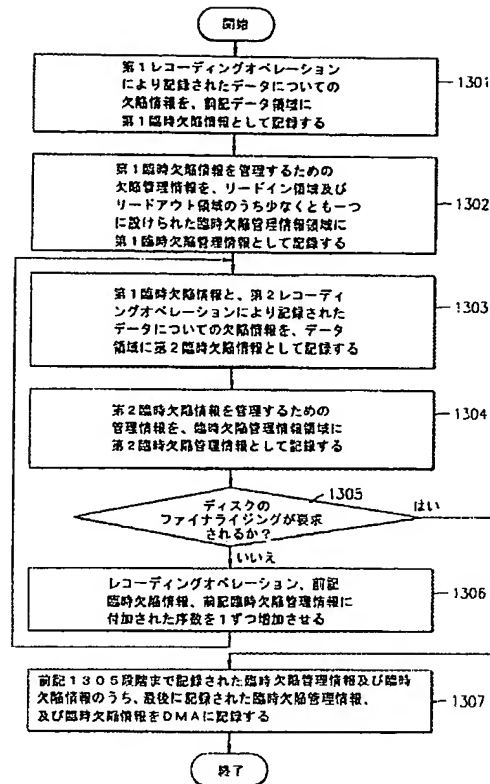 開始
第1レコーディングオペレーション
により記録されたデータについての
欠陥情報を、前記データ領域に
第1臨時欠陥情報として記録する
1301
第1臨時欠陥情報を管理するための
欠陥管理情報を、リードイン領域及び
リードアウト領域のうち少なくとも一つ
に設けられた臨時欠陥管理情報領域に
第1臨時欠陥管理情報として記録する
1302
第1臨時欠陥情報と、第2レコーディ
ングオペレーションにより記録された
データについての欠陥情報を、データ
領域に第2臨時欠陥情報として記録する
1303
第2臨時欠陥情報を管理するための
管理情報を、臨時欠陥管理情報領域に
第2臨時欠陥管理情報として記録する
1304
ディスクの
ファイナライジングが要求
されるか?
1305
はい
いいえ
レコーディングオペレーション、前記
臨時欠陥情報、前記臨時欠陥管理情報に
付加された序数を1ずつ増加させる
1306
前記1305段階まで記録された臨時欠陥管理情報及び臨時
欠陥情報のうち、最後に記録された臨時欠陥管理情報、
及び臨時欠陥情報をDMAに記録する
1307
終了